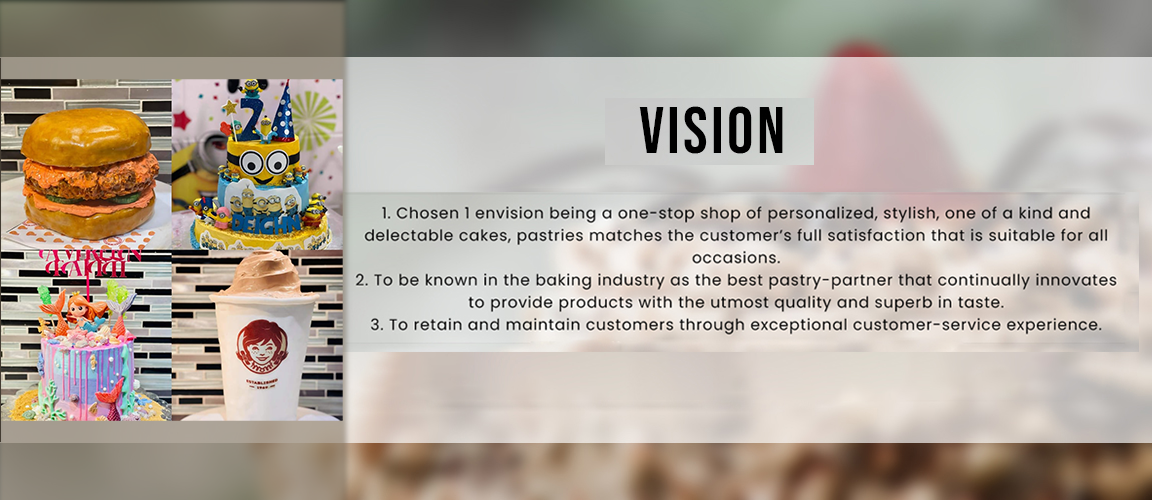 VISION
1. Chosen 1 envision being a one-stop shop of personalized, stylish, one of a kind and
delectable cakes, pastries matches the customer's full satisfaction that is suitable for all
occasions.
2. To be known in the baking industry as the best pastry-partner that continually innovates
to provide products with the utmost quality and superb in taste.
3. To retain and maintain customers through exceptional customer-service experience.
2
ESTABLISHED